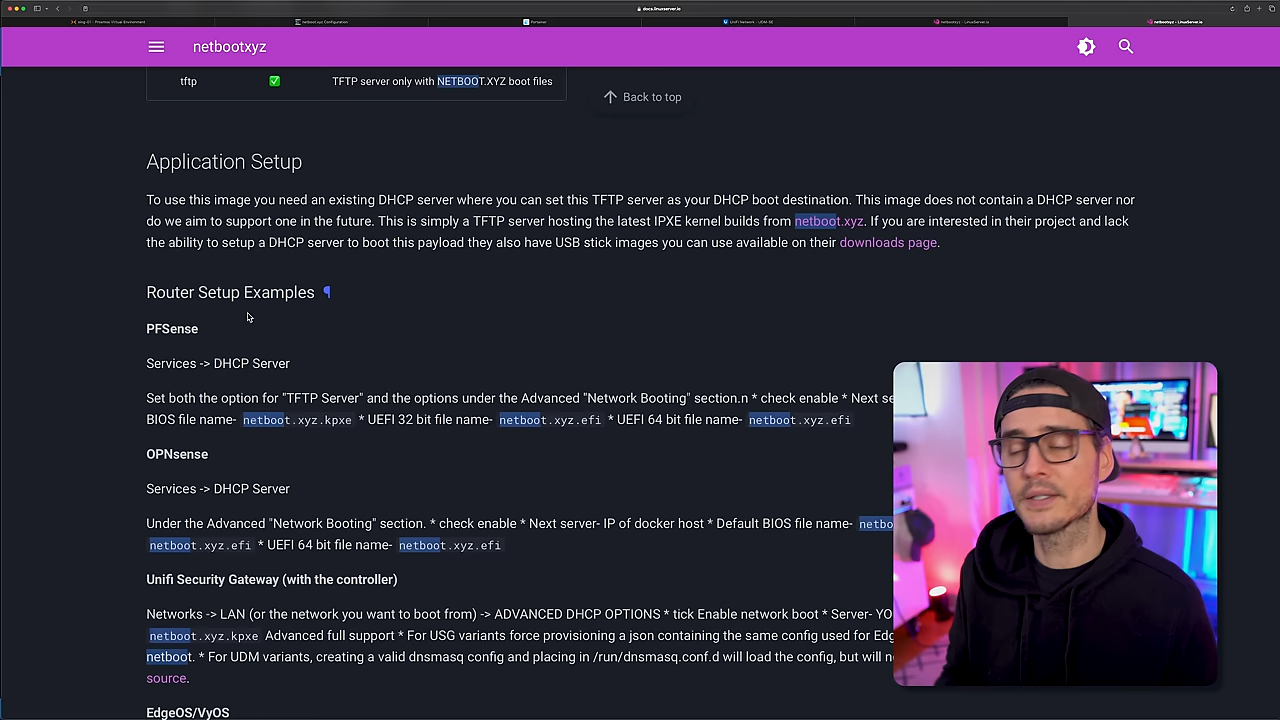 docs.linuxserver.io
netboot.xyz Configuration
Portainer
netbootxyz
tftp ✅ TFTP server only with NETBOOT.XYZ boot files
Back to top
Application Setup
To use this image you need an existing DHCP server where you can set this TFTP server as your DHCP boot destination. This image does not contain a DHCP server nor
do we aim to support one in the future. This is simply a TFTP server hosting the latest IPXE kernel builds from netboot.xyz. If you are interested in their project and lack
the ability to setup a DHCP server to boot this payload they also have USB stick images you can use available on their downloads page.
Router Setup Examples ¶
PFSense
Services -> DHCP Server
Set both the option for "TFTP Server" and the options under the Advanced "Network Booting" section.n * check enable * Next se
BIOS file name- netboot.xyz.kpxe * UEFI 32 bit file name- netboot.xyz.efi * UEFI 64 bit file name- netboot.xyz.efi
OPNsense
Services -> DHCP Server
Under the Advanced "Network Booting" section. * check enable * Next server- IP of docker host * Default BIOS file name- netbo
netboot.xyz.efi * UEFI 64 bit file name- netboot.xyz.efi
Unifi Security Gateway (with the controller)
Networks -> LAN (or the network you want to boot from) -> ADVANCED DHCP OPTIONS * tick Enable network boot * Server- YO
netboot.xyz.kpxe Advanced full support * For USG variants force provisioning a json containing the same config used for Edg
netboot. * For UDM variants, creating a valid dnsmasq config and placing in /run/dnsmasq.conf.d will load the config, but will n
source.
EdgeOS/VyOS